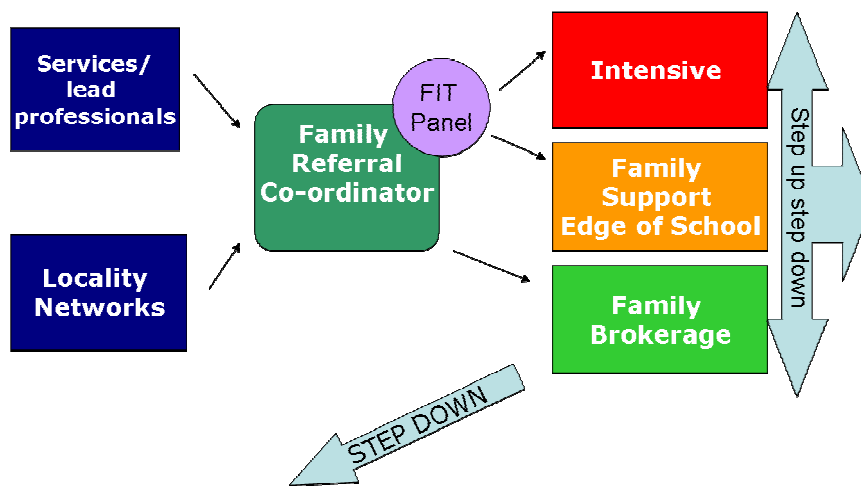 Services/
lead
professionals
Locality
Networks
Family
Referral
Co-ordinator
FIT
Panel
Intensive
Family
Support
Edge of School
Family
Brokerage
Step up step down
STEP DOWN